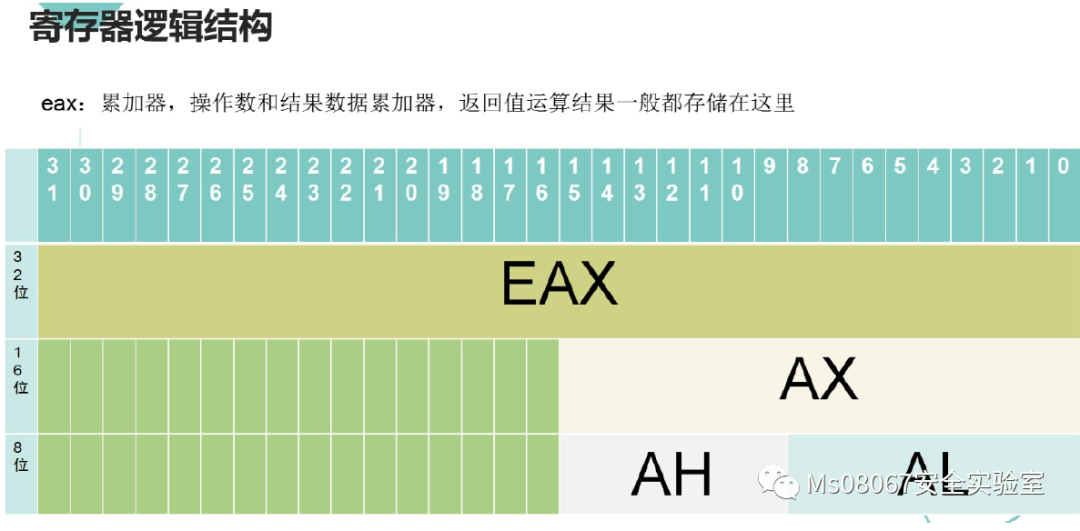 寄存器逻辑结构
eax：累加器，操作数和结果数据累加器，返回值运算结果一般都存储在这里
31 30 29 28 27 26 25 24 23 22 21 20 19 18 17 16 15 14 13 12 11 10 9 8 7 6 5 4 3 2 1 0
32位 EAX
16位 AX
8位 AH AL
Ms08067安全实验室